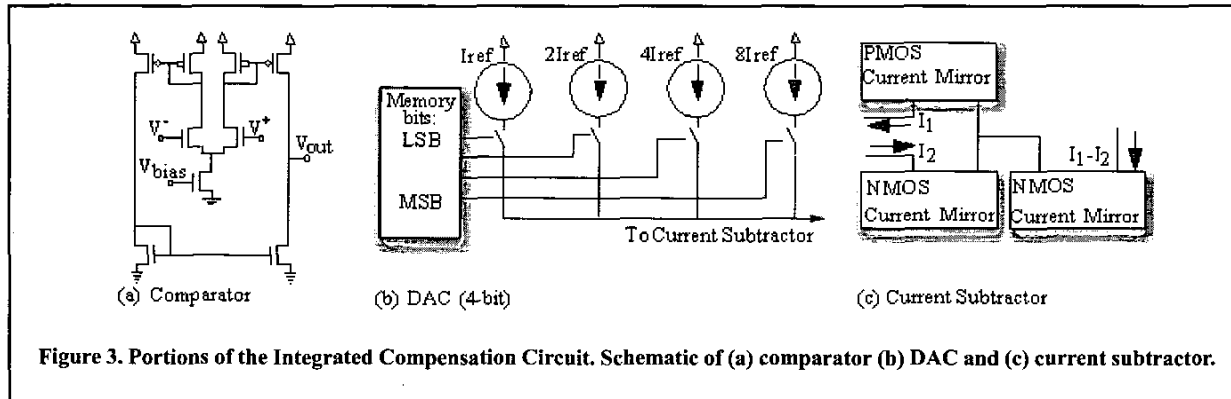 V-
V+
Vbias
Vout
(a) Comparator
Iref
2Iref
4Iref
8Iref
Memory
bits:
LSB
MSB
To Current Subtractor
(b) DAC (4-bit)
PMOS
Current Mirror
I1
I2
I1-I2
NMOS
Current Mirror
NMOS
Current Mirror
(c) Current Subtractor
Figure 3. Portions of the Integrated Compensation Circuit. Schematic of (a) comparator (b) DAC and (c) current subtractor.